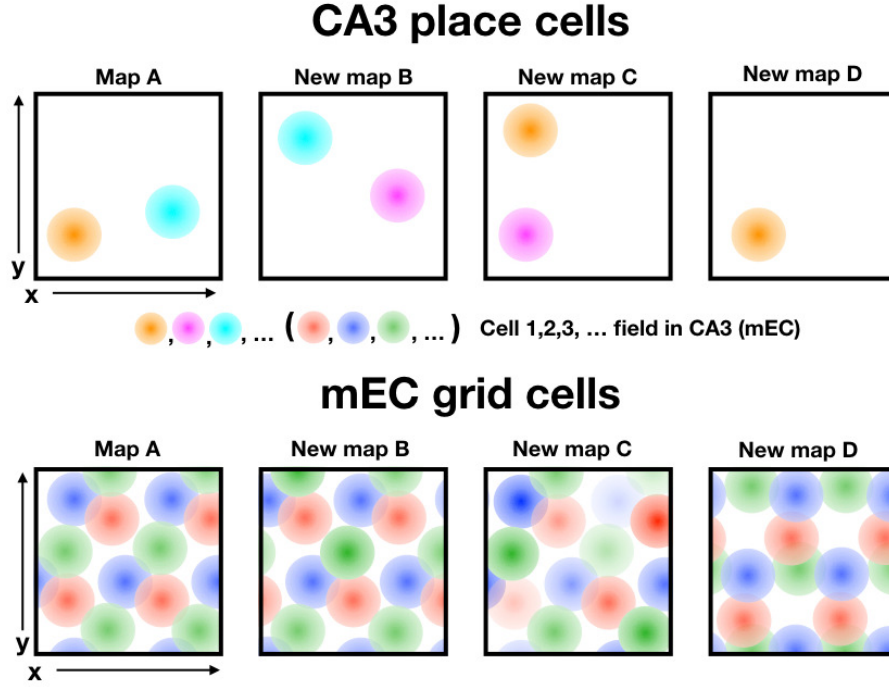 CA3 place cells
Map A New map B New map C New map D
y
x
, , , ... ( , , , ... ) Cell 1,2,3, ... field in CA3 (mEC)
mEC grid cells
Map A New map B New map C New map D
y
x